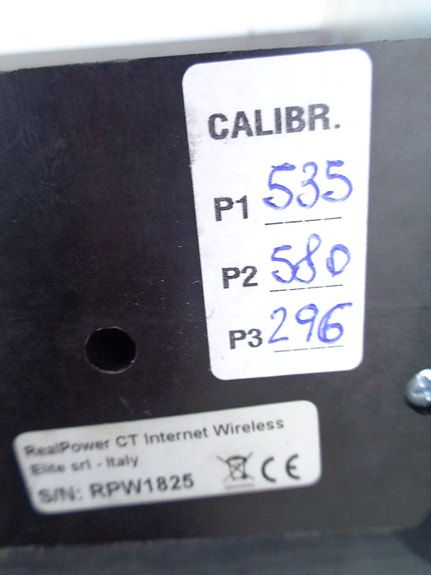 CALIBR.
P1 535
P2 580
P3 296
RealPower CT Internet Wireless
Elite srl - Italy
S/N: RPW1825
CE